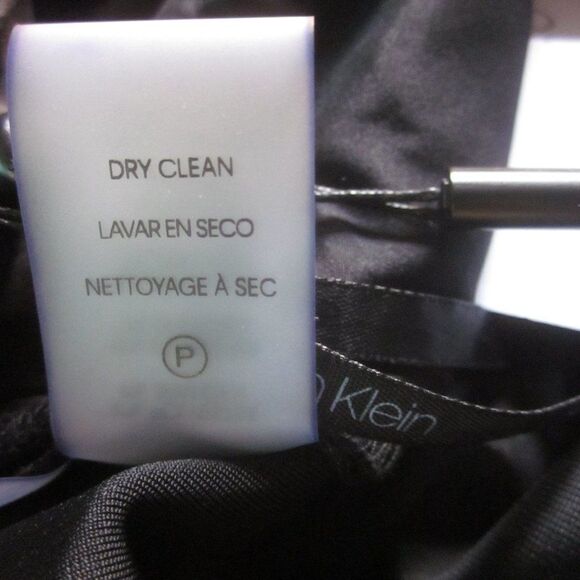 DRY CLEAN
LAVAR EN SECO
NETTOYAGE À SEC
P
Klein